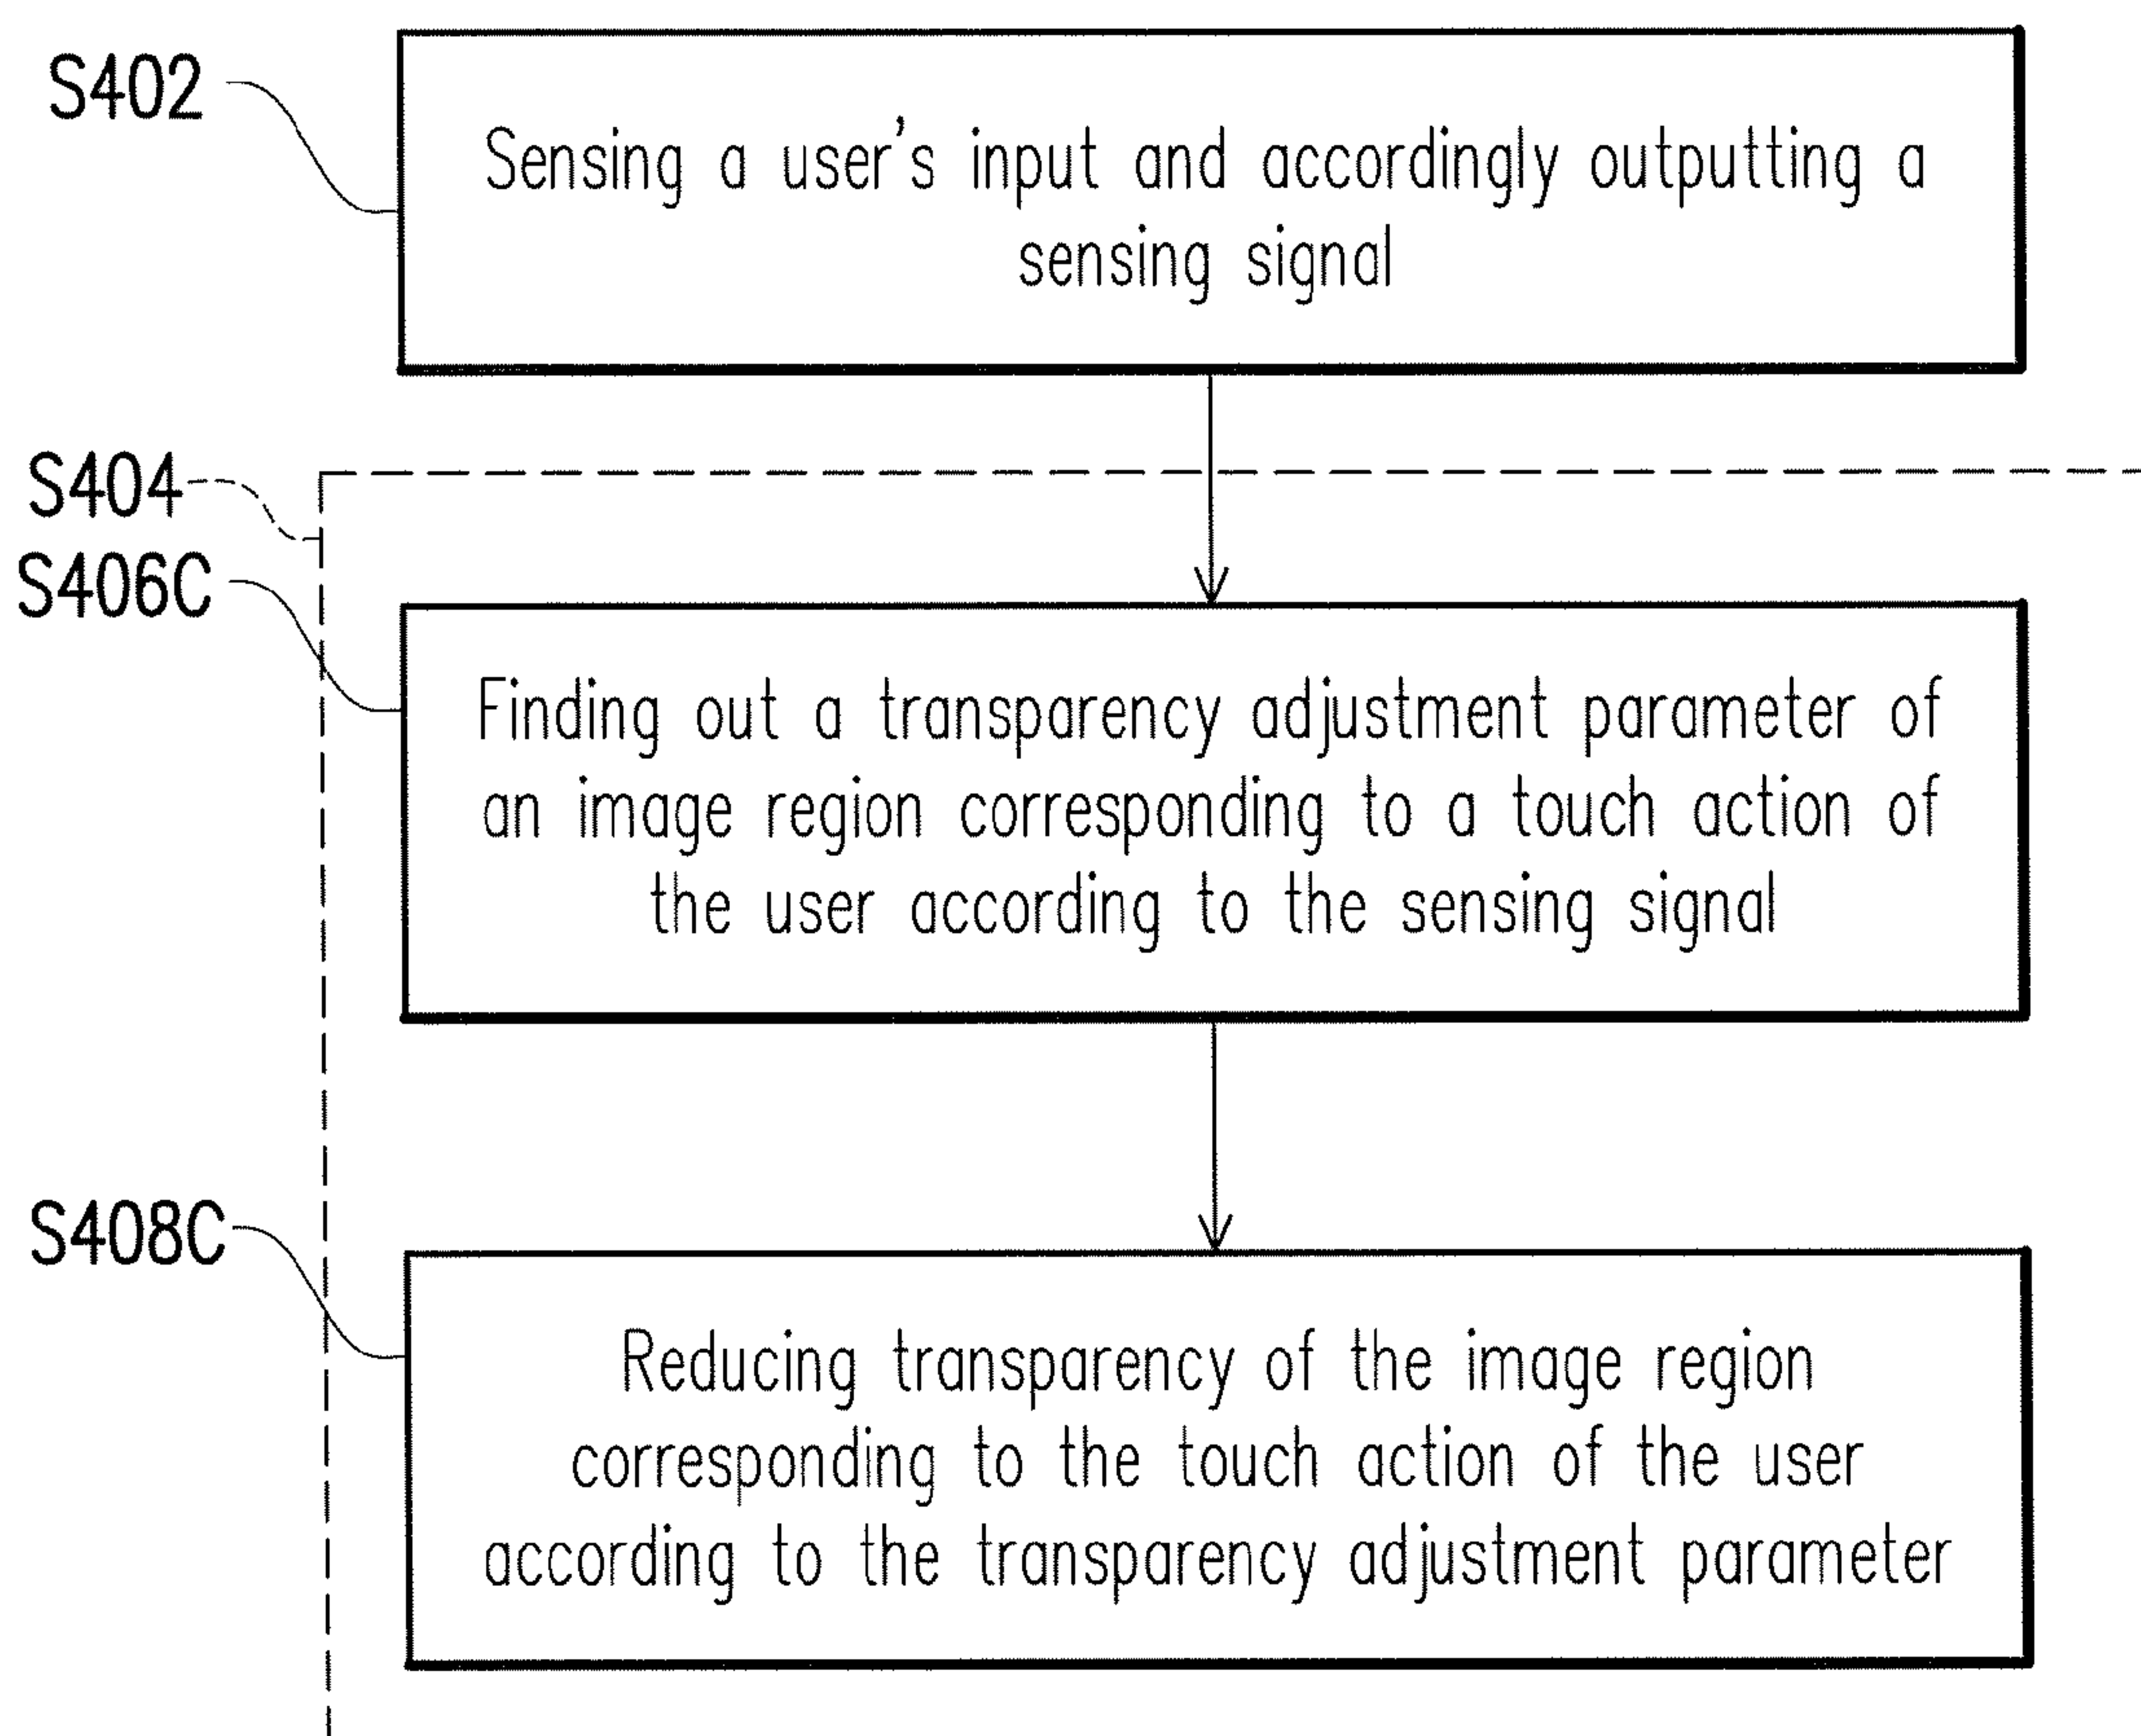 S402
Sensing a user's input and accordingly outputting a
sensing signal
S404
S406C
Finding out a transparency adjustment parameter of
an image region corresponding to a touch action of
the user according to the sensing signal
S408C
Reducing transparency of the image region
corresponding to the touch action of the user
according to the transparency adjustment parameter